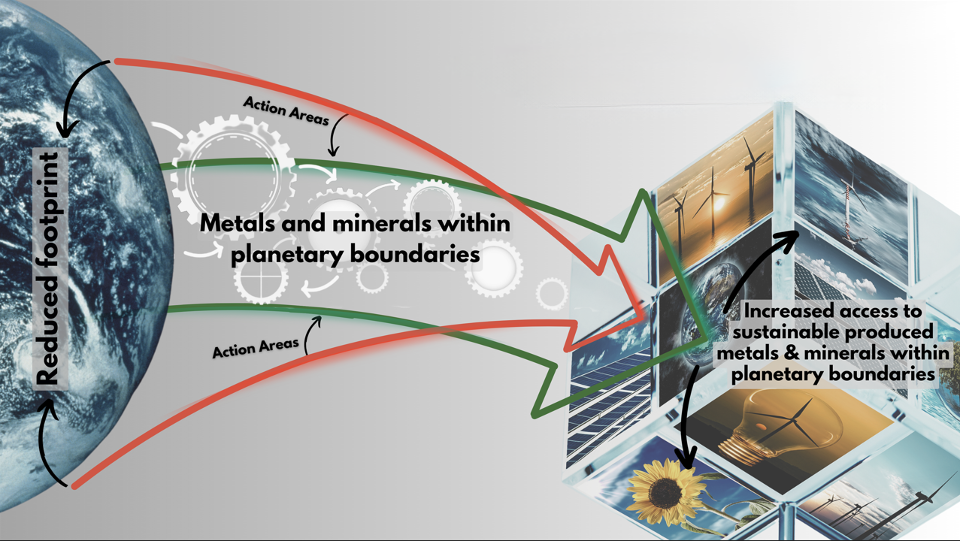 Reduced footprint
Action Areas
Metals and minerals within
planetary boundaries
Action Areas
Increased access to
sustainable produced
metals & minerals within
planetary boundaries